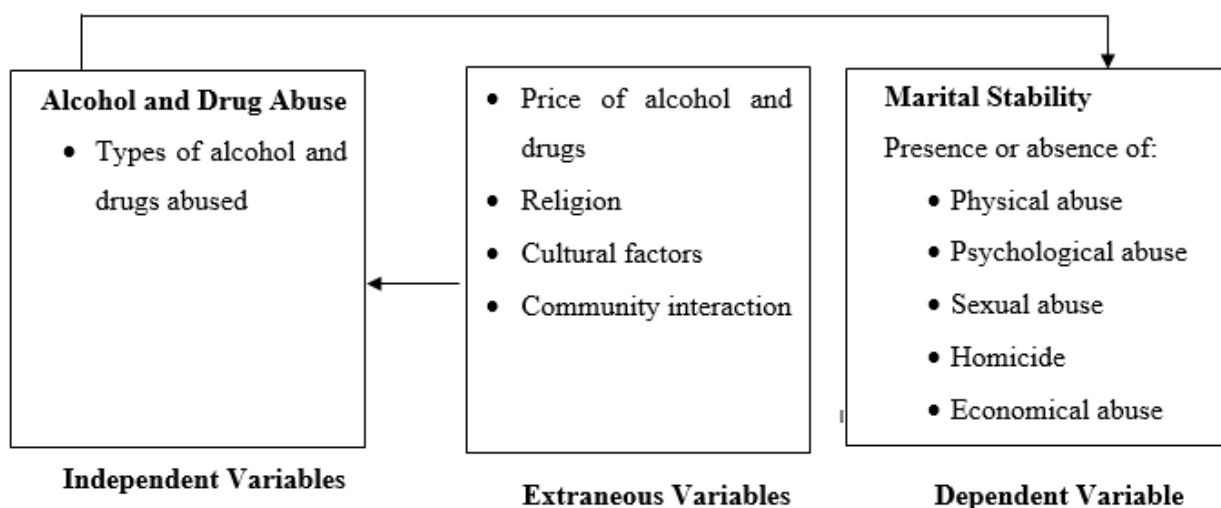 Alcohol and Drug Abuse
• Types of alcohol and
drugs abused
Independent Variables
• Price of alcohol and
drugs
• Religion
• Cultural factors
• Community interaction
Extraneous Variables
Marital Stability
Presence or absence of:
• Physical abuse
• Psychological abuse
• Sexual abuse
• Homicide
• Economical abuse
Dependent Variable